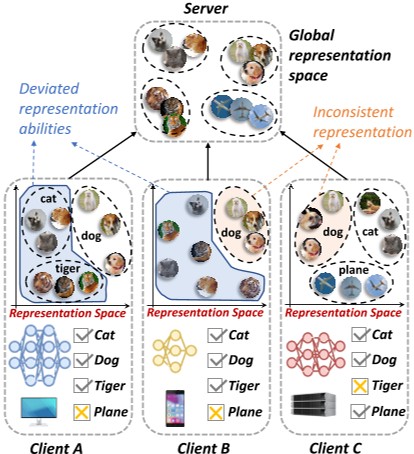 Server
Global
representation
space
Deviated
representation
abilities
Inconsistent
representation
cat
dog
tiger
dog
dog
cat
plane
Representation Space
Representation Space
Representation Space
Cat
Dog
Tiger
Plane
Cat
Dog
Tiger
Plane
Cat
Dog
Tiger
Plane
Client A
Client B
Client C